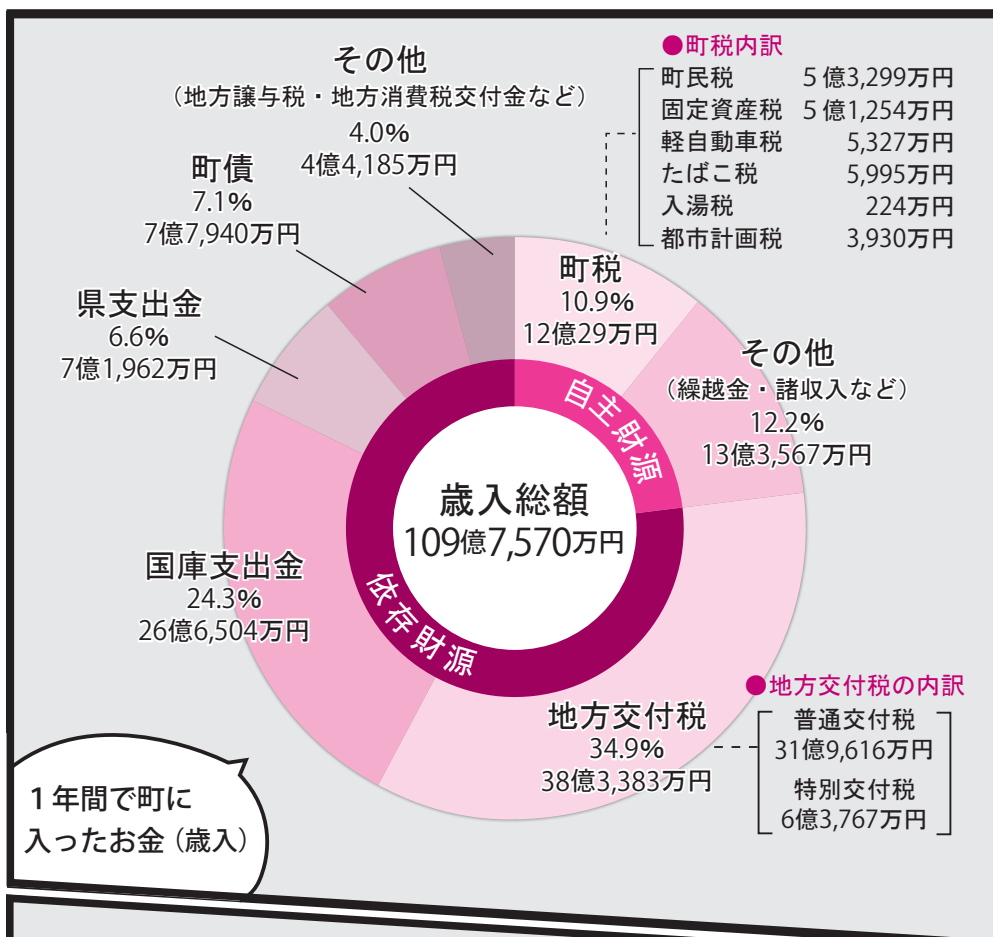 その他
（地方譲与税・地方消費税交付金など）
4.0%
4億4,185万円
町債
7.1%
7億7,940万円
県支出金
6.6%
7億1,962万円
国庫支出金
24.3%
26億6,504万円
●町税内訳
町民税 5億3,299万円
固定資産税 5億1,254万円
軽自動車税 5,327万円
たばこ税 5,995万円
入湯税 224万円
都市計画税 3,930万円
町税
10.9%
12億29万円
その他
（繰越金・諸収入など）
12.2%
13億3,567万円
自主財源
歳入総額
109億7,570万円
依存財源
地方交付税
34.9%
38億3,383万円
●地方交付税の内訳
普通交付税
31億9,616万円
特別交付税
6億3,767万円
1年間で町に
入ったお金（歳入）